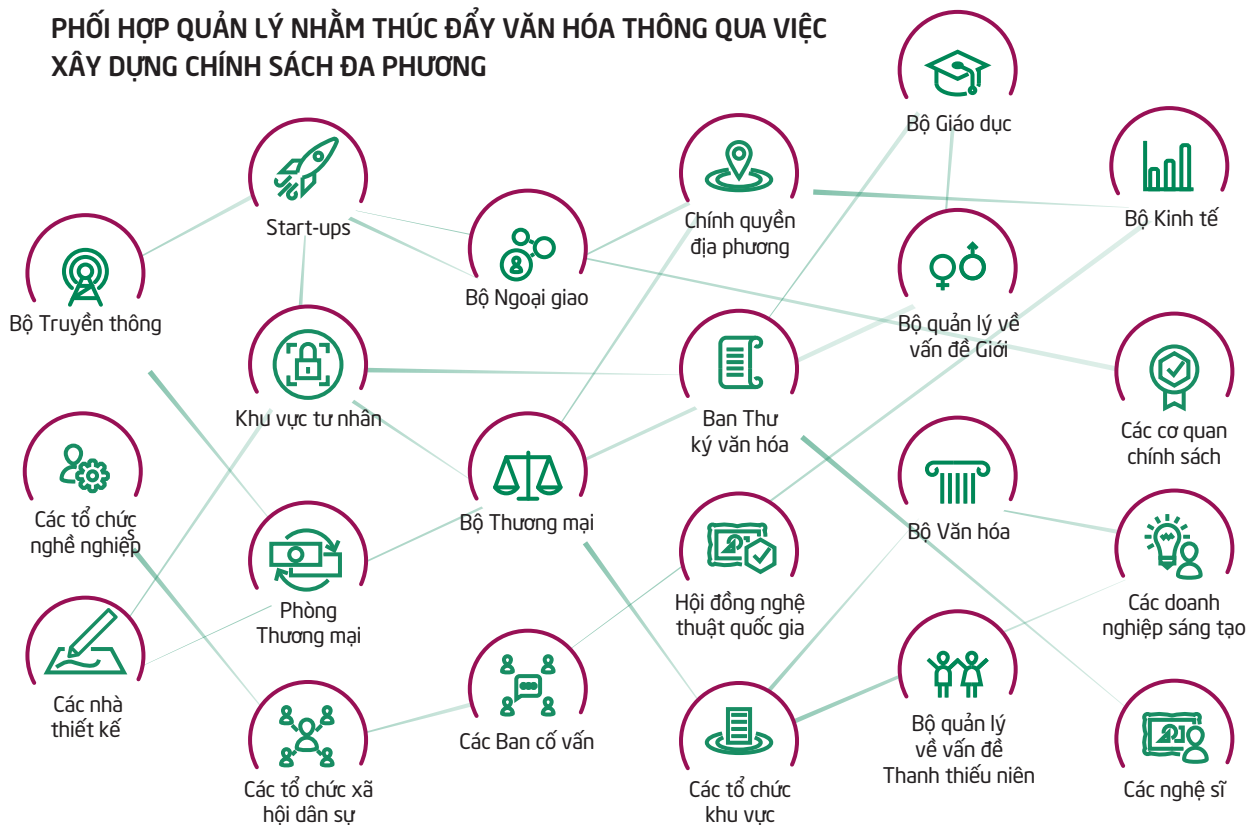 PHỐI HỢP QUẢN LÝ NHẰM THÚC ĐẨY VĂN HÓA THÔNG QUA VIỆC
XÂY DỰNG CHÍNH SÁCH ĐA PHƯƠNG
Bộ Giáo dục
Start-ups
Chính quyền
địa phương
Bộ Kinh tế
Bộ Ngoại giao
Bộ Truyền thông
Bộ quản lý về
vấn đề Giới
Khu vực tư nhân
Ban Thư
ký văn hóa
Các cơ quan
chính sách
Các tổ chức
nghề nghiệp
s
Bộ Thương mại
Bộ Văn hóa
Phòng
Thương mại
Hội đồng nghệ
thuật quốc gia
Các doanh
nghiệp sáng tạo
Các nhà
thiết kế
Các Ban cố vấn
Bộ quản lý
về vấn đề
Thanh thiếu niên
Các tổ chức xã
hội dân sự
Các tổ chức
khu vực
Các nghệ sĩ